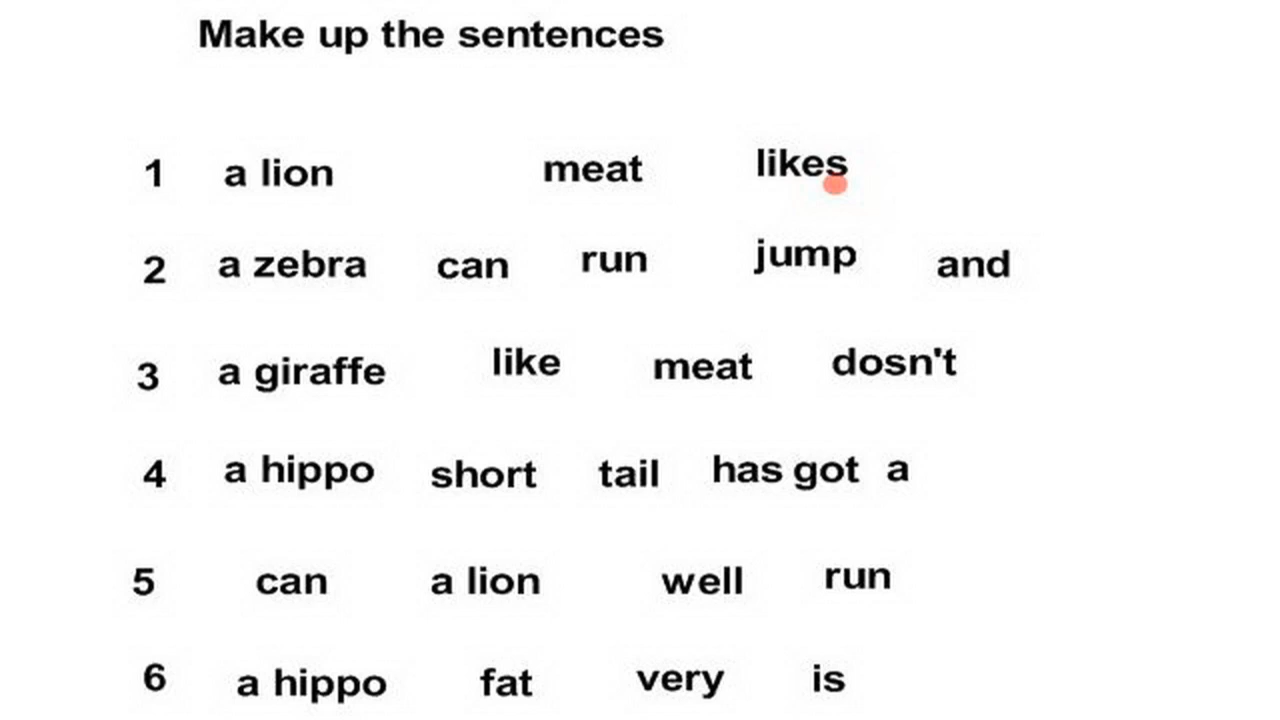 Make up the sentences
1 a lion meat likes
2 a zebra can run jump and
3 a giraffe like meat dosn't
4 a hippo short tail has got a
5 can a lion well run
6 a hippo fat very is